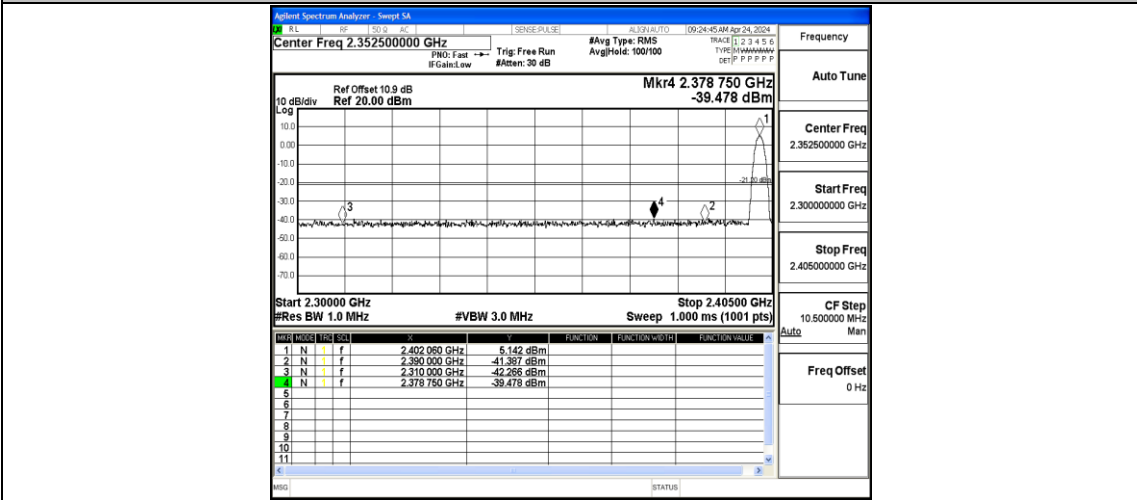 Agilent Spectrum Analyzer - Swept SA
RL RF 50 Ω AC SENSE:PULSE ALIGN AUTO 09:24:45 AM Apr 24, 2024
Center Freq 2.352500000 GHz
PNO: Fast
IFGain:Low
Trig: Free Run
#Atten: 30 dB
#Avg Type: RMS
Avg|Hold: 100/100
TRACE 1 2 3 4 5 6
TYPE MWWWWW
DET P P P P P P
Frequency
Auto Tune
Center Freq
2.352500000 GHz
Start Freq
2.300000000 GHz
Stop Freq
2.405000000 GHz
CF Step
10.500000 MHz
Auto Man
Freq Offset
0 Hz
Mkr4 2.378 750 GHz
-39.478 dBm
Ref Offset 10.9 dB
10 dB/div Ref 20.00 dBm
Log
10.0
0.00
-10.0
-20.0
-30.0
-40.0
-50.0
-60.0
-70.0
1
2
3
4
Start 2.30000 GHz Stop 2.40500 GHz
#Res BW 1.0 MHz #VBW 3.0 MHz Sweep 1.000 ms (1001 pts)
MKR MODE TRC SCL X Y FUNCTION FUNCTION WIDTH FUNCTION VALUE
1 N 1 f 2.402 060 GHz 5.142 dBm
2 N 1 f 2.390 000 GHz -41.387 dBm
3 N 1 f 2.310 000 GHz -42.266 dBm
4 N 1 f 2.378 750 GHz -39.478 dBm
5
6
7
8
9
10
11
MSG STATUS